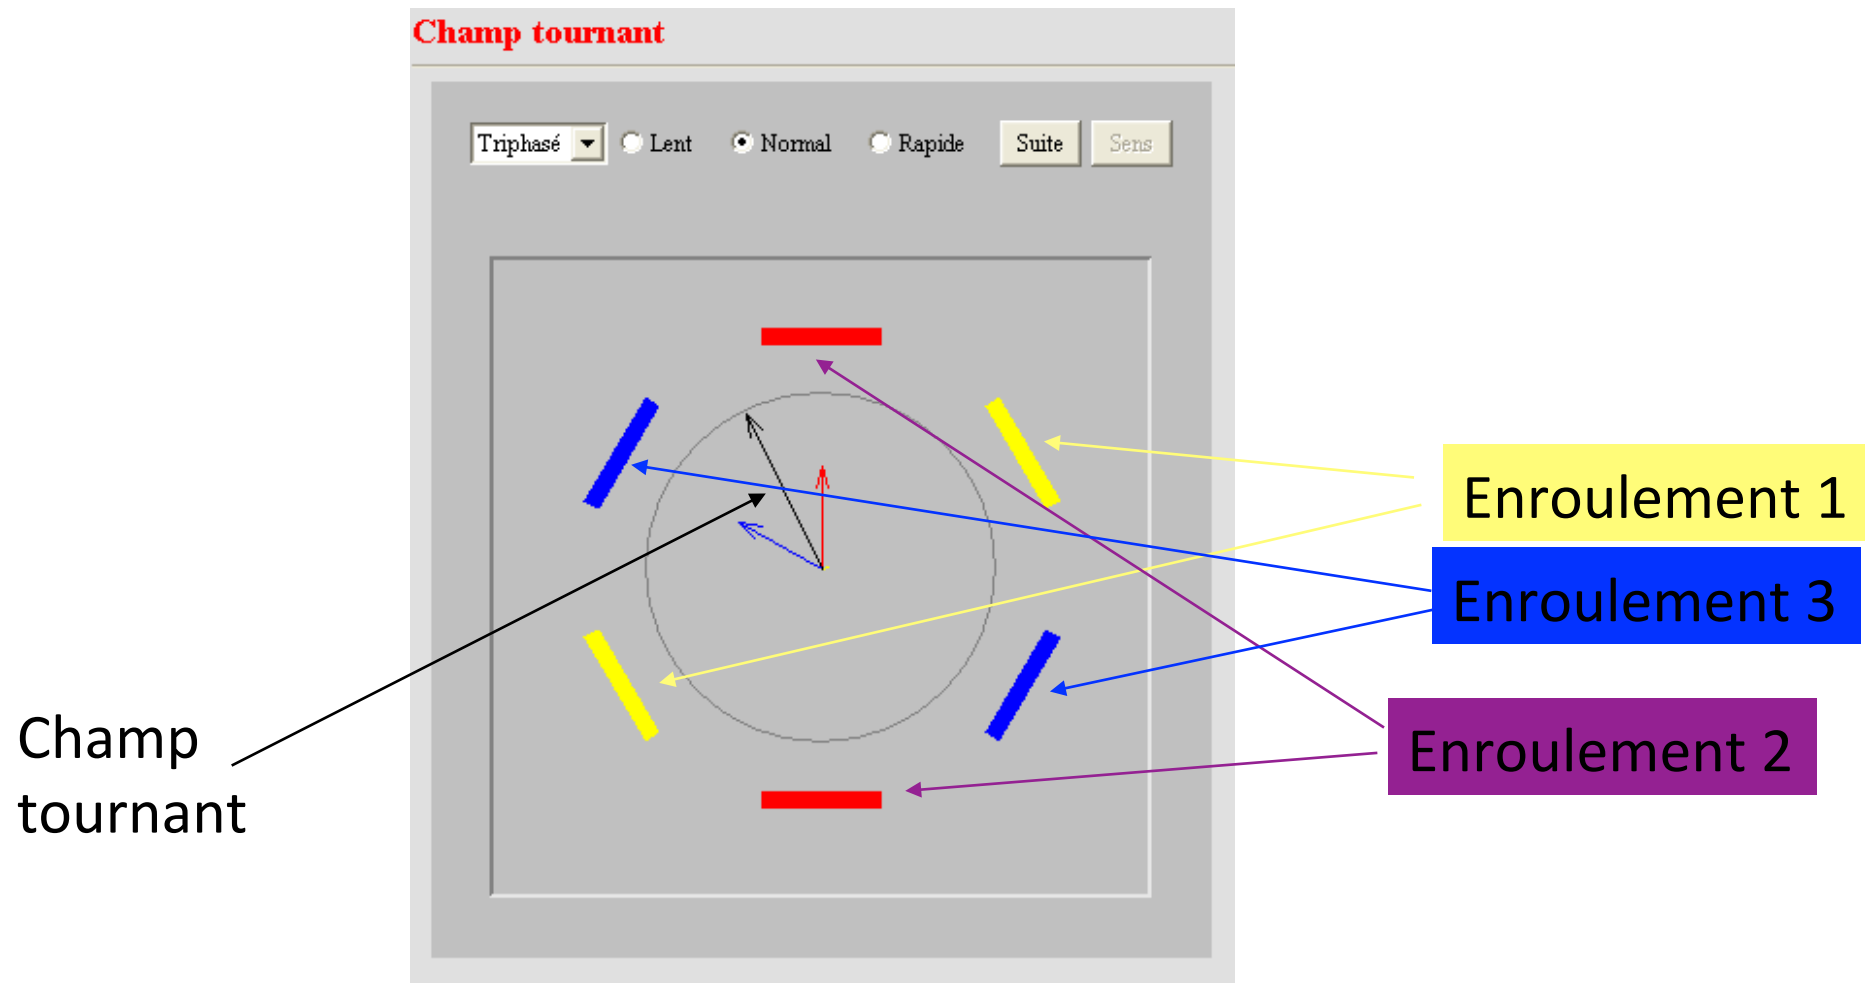 Champ tournant
Triphasé Lent Normal Rapide Suite Sens
Enroulement 1
Enroulement 3
Enroulement 2
Champ
tournant